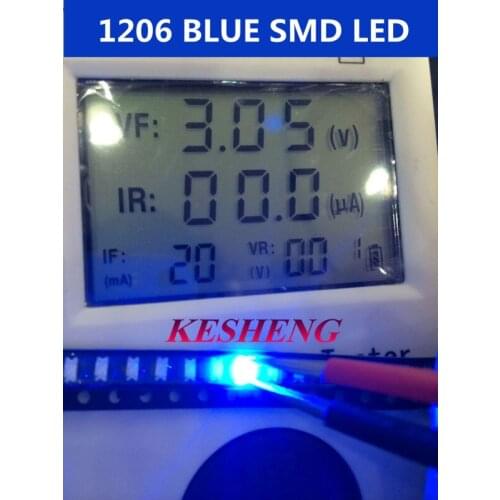 1206 BLUE SMD LED
VF: 3.05 (v)
IR: 00.0 (μA)
IF: (mA) 20 VR: (V) 001
KESHENG
Tester